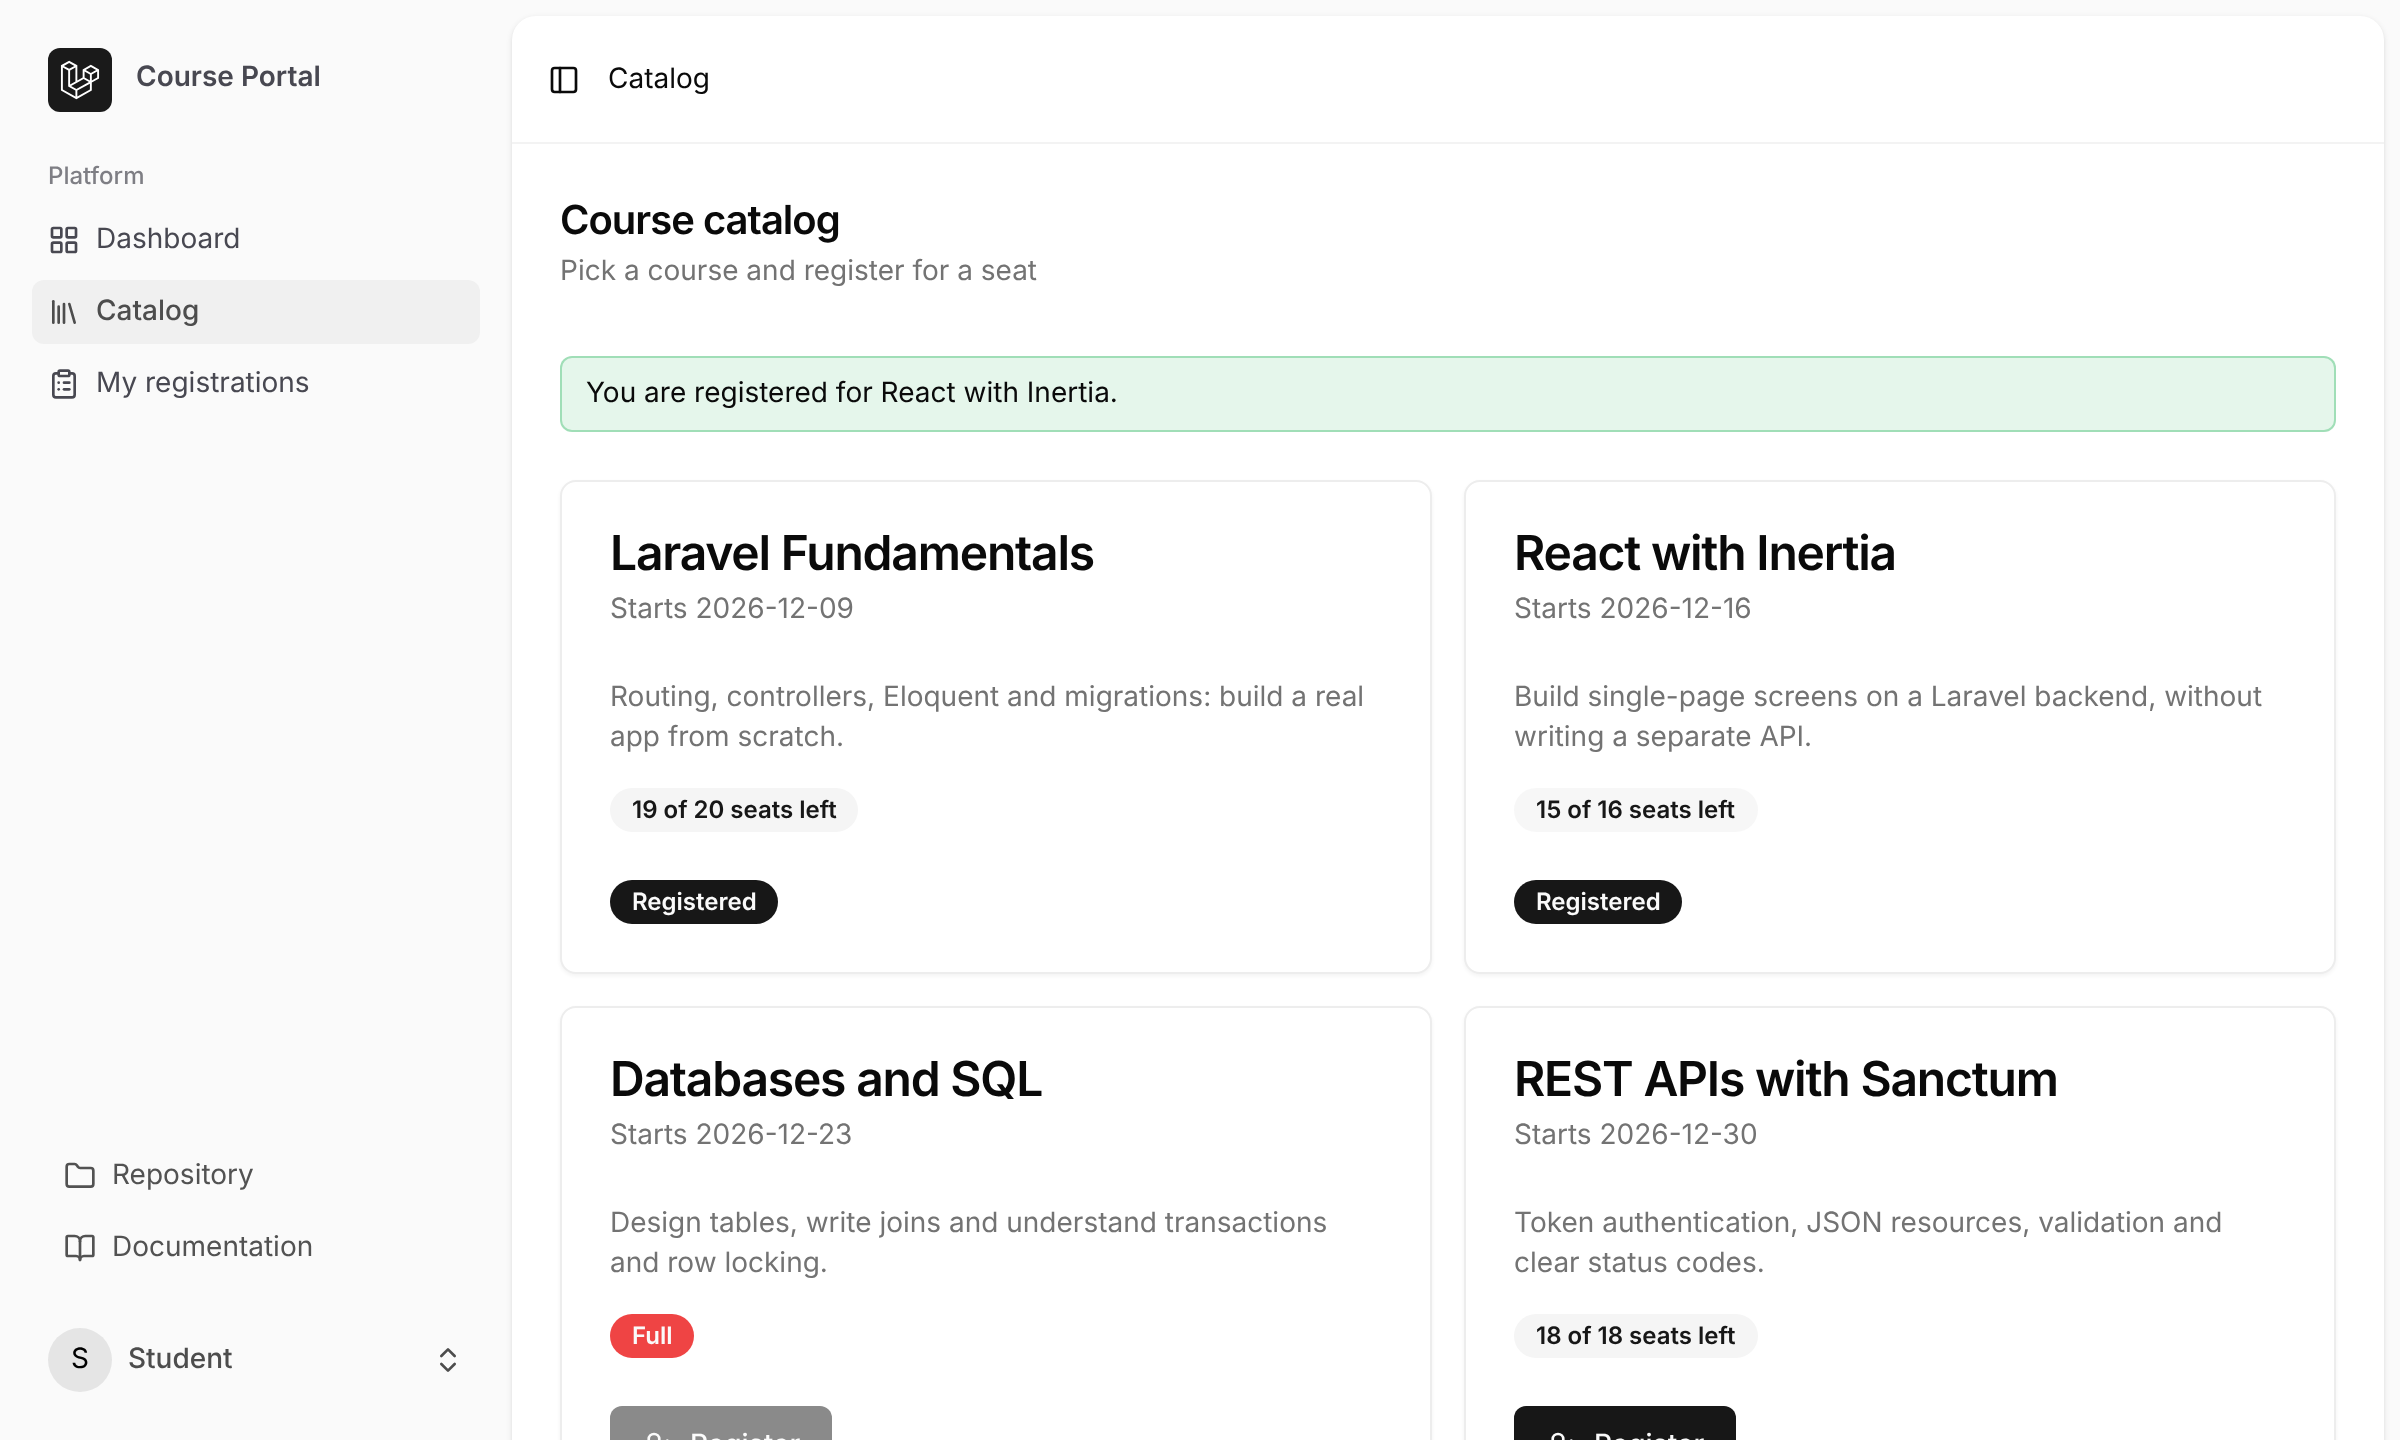 Course Portal
Platform
Dashboard
Catalog
My registrations
Repository
Documentation
S
Student
Catalog
Course catalog
Pick a course and register for a seat
You are registered for React with Inertia.
Laravel Fundamentals
Starts 2026-12-09
Routing, controllers, Eloquent and migrations: build a real
app from scratch.
19 of 20 seats left
Registered
React with Inertia
Starts 2026-12-16
Build single-page screens on a Laravel backend, without
writing a separate API.
15 of 16 seats left
Registered
Databases and SQL
Starts 2026-12-23
Design tables, write joins and understand transactions
and row locking.
Full
Register
REST APIs with Sanctum
Starts 2026-12-30
Token authentication, JSON resources, validation and
clear status codes.
18 of 18 seats left
Register